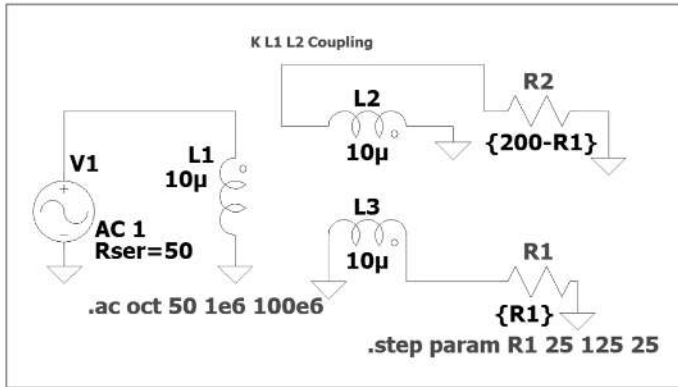 K L1 L2 Coupling
R2
{200-R1}
L2
10µ
V1
L1
10µ
AC 1
Rser=50
L3
10µ
R1
{R1}
.ac oct 50 1e6 100e6
.step param R1 25 125 25